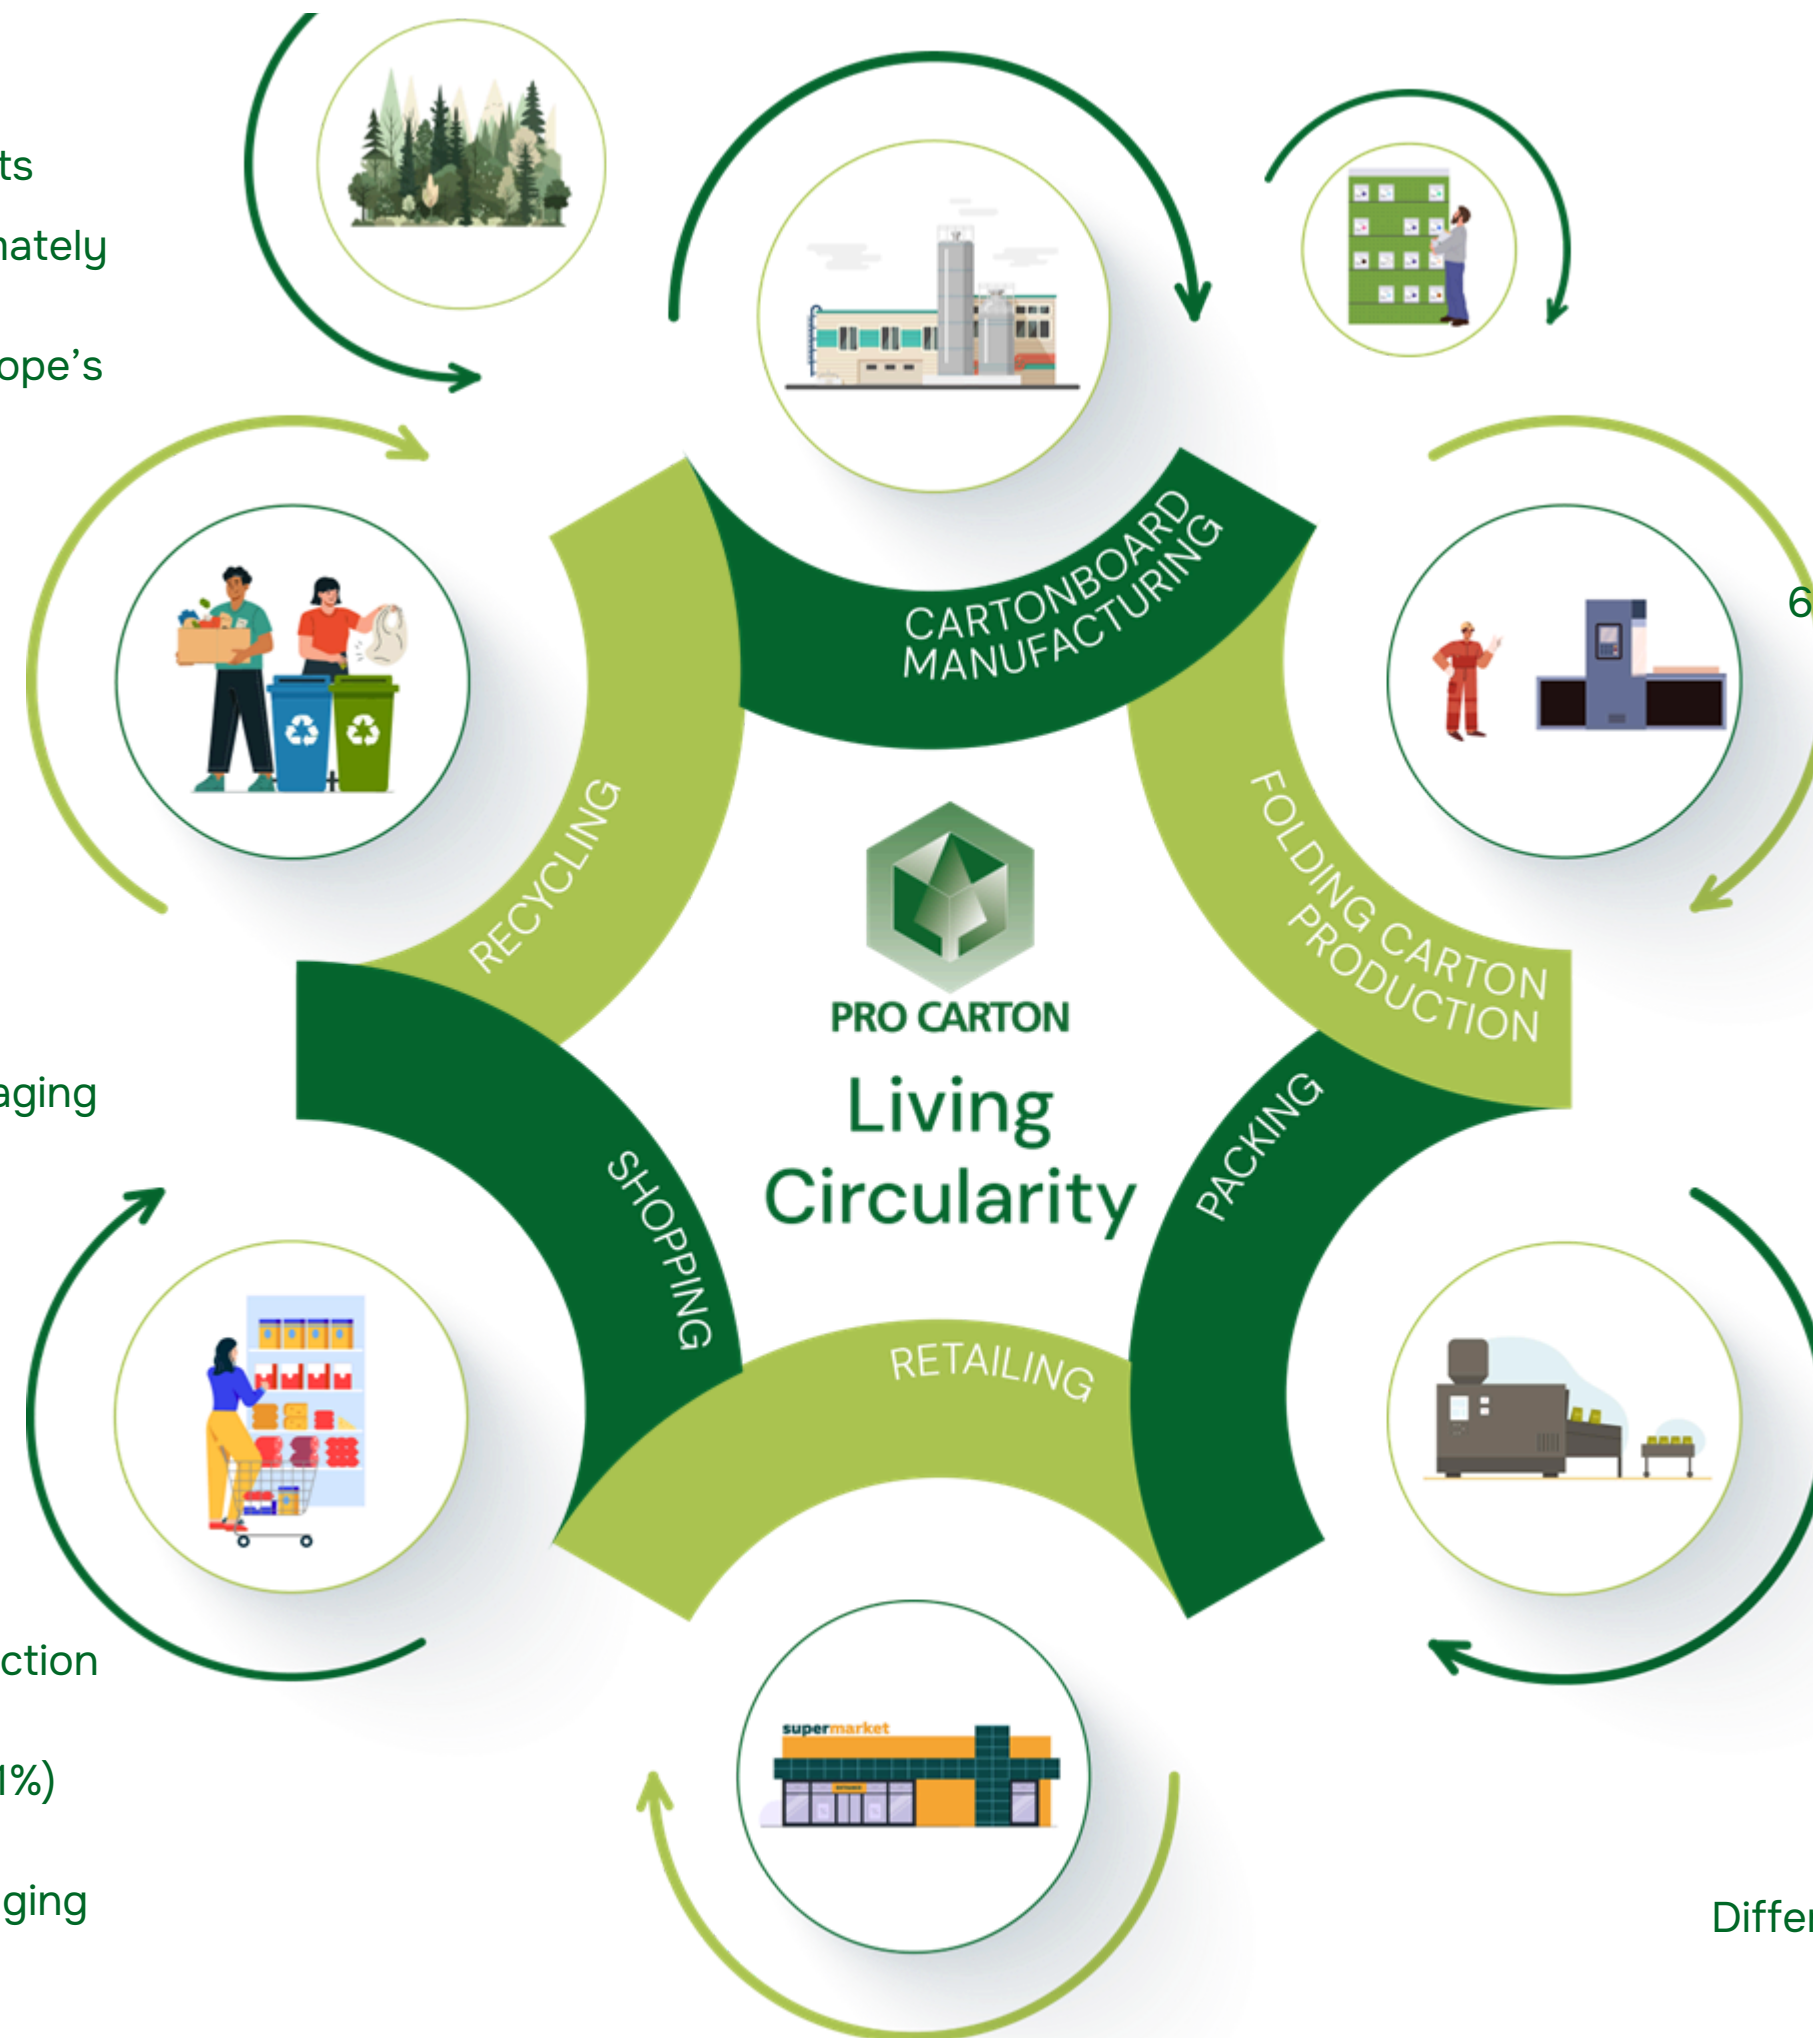 ts
nately
ope's
CARTONBOARD
MANUFACTURING
6
FOLDING CARTON
PRODUCTION
RECYCLING
PRO CARTON
Living
Circularity
aging
PACKING
SHOPPING
RETAILING
ction
supermarket
1%)
ging
Differ